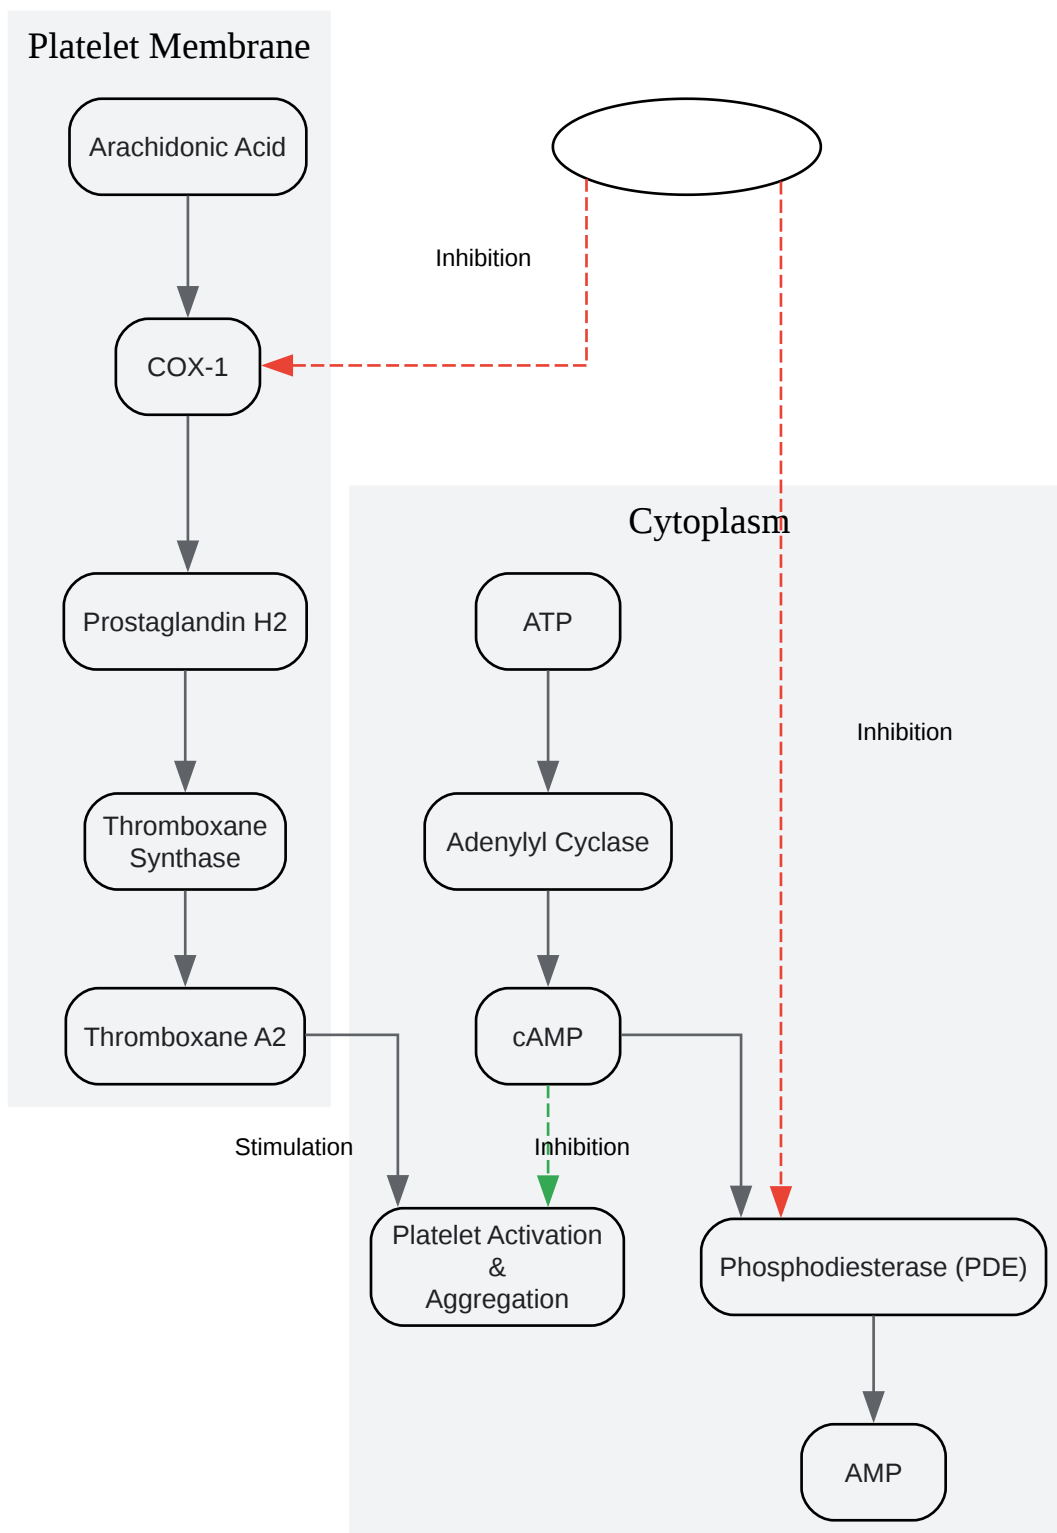 Platelet Membrane
Arachidonic Acid
Inhibition
COX-1
Cytoplasm
Prostaglandin H2
ATP
Inhibition
Thromboxane
Synthase
Adenylyl Cyclase
Thromboxane A2
cAMP
Stimulation
Inhibition
Platelet Activation
&
Aggregation
Phosphodiesterase (PDE)
AMP